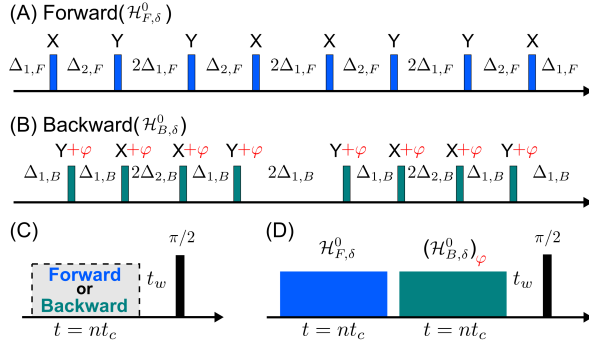 (A) Forward(ℋ⁰_{F,δ})
X Y Y X X Y Y X
Δ_{1,F} Δ_{2,F} 2Δ_{1,F} Δ_{2,F} 2Δ_{1,F} Δ_{2,F} 2Δ_{1,F} Δ_{2,F} Δ_{1,F}
(B) Backward(ℋ⁰_{B,δ})
Y+φ X+φ X+φ Y+φ Y+φ X+φ X+φ Y+φ
Δ_{1,B} Δ_{1,B} 2Δ_{2,B} Δ_{1,B} 2Δ_{1,B} Δ_{1,B} 2Δ_{2,B} Δ_{1,B} Δ_{1,B}
(C)
π/2
Forward
or
Backward
t_w
t = nt_c
(D)
ℋ⁰_{F,δ} (ℋ⁰_{B,δ})_φ π/2
t_w
t = nt_c t = nt_c